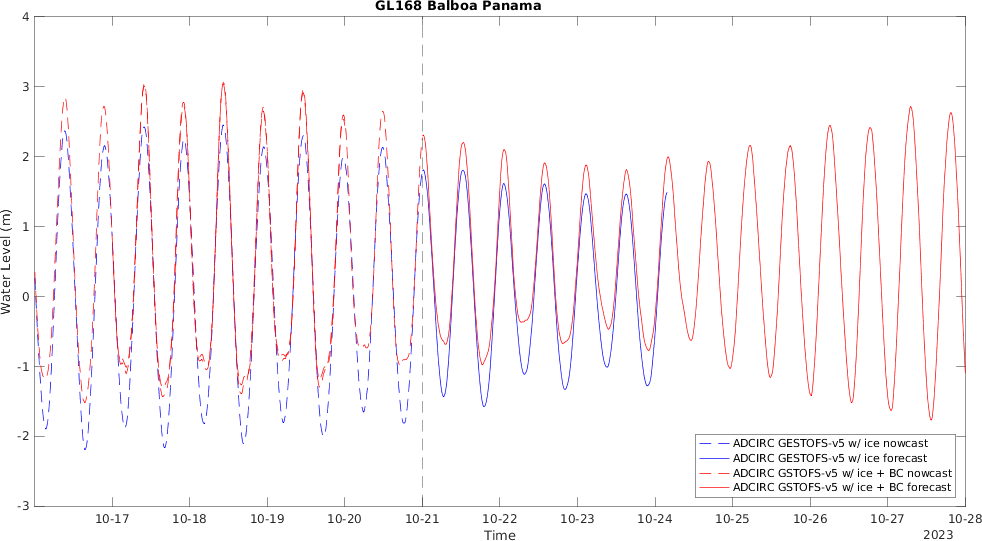 GL168 Balboa Panama
4
3
2
1
0
-1
-2
-3
Water Level (m)
ADCIRC GESTOFS-v5 w/ ice nowcast
ADCIRC GESTOFS-v5 w/ ice forecast
ADCIRC GSTOFS-v5 w/ ice + BC nowcast
ADCIRC GSTOFS-v5 w/ ice + BC forecast
10-17 10-18 10-19 10-20 10-21 10-22 10-23 10-24 10-25 10-26 10-27 10-28
Time
2023